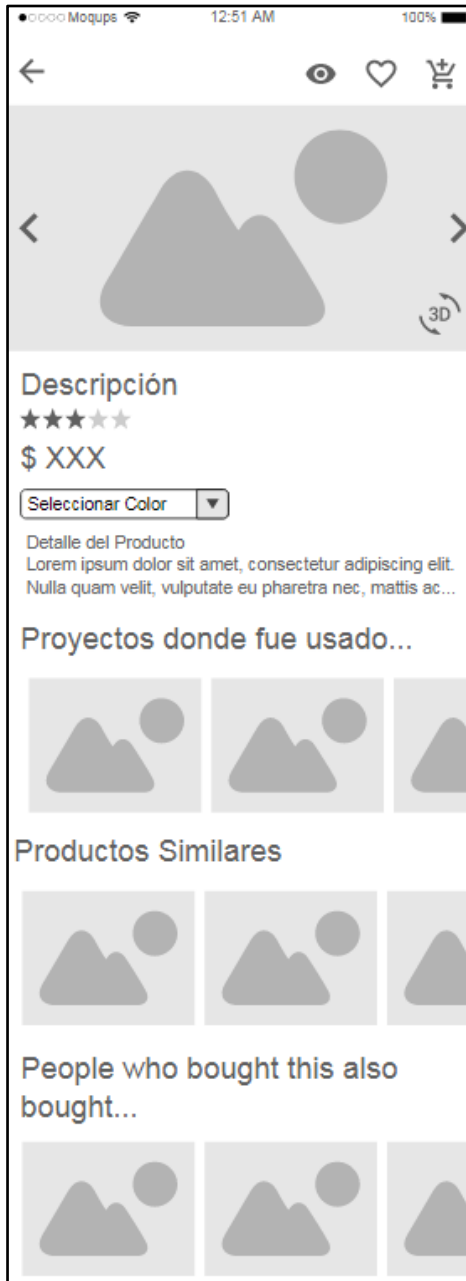 Moqups 12:51 AM 100%
3D
Descripción
$ XXX
Seleccionar Color
Detalle del Producto
Lorem ipsum dolor sit amet, consectetur adipiscing elit.
Nulla quam velit, vulputate eu pharetra nec, mattis ac...
Proyectos donde fue usado...
Productos Similares
People who bought this also
bought...